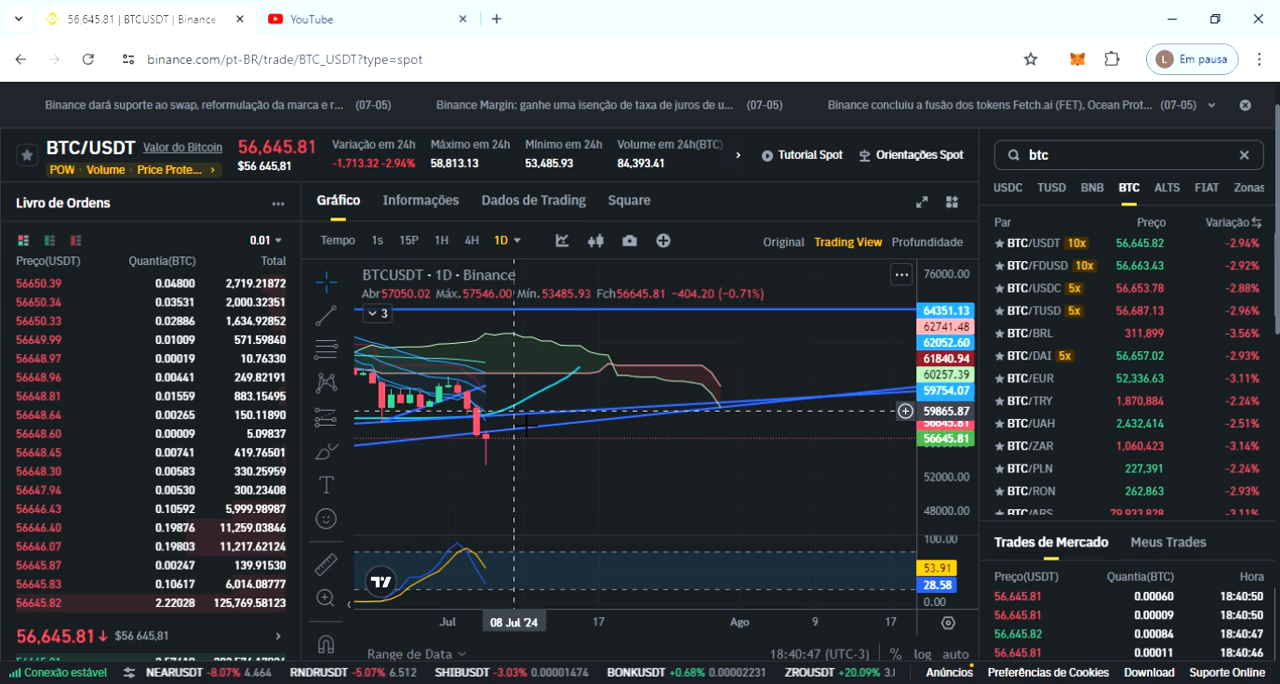 56,645.81 | BTCUSDT | Binance
YouTube
binance.com/pt-BR/trade/BTC_USDT?type=spot
L Em pausa
Binance dará suporte ao swap, reformulação da marca e r... (07-05)
Binance Margin: ganhe uma isenção de taxa de juros de u... (07-05)
Binance concluiu a fusão dos tokens Fetch.ai (FET), Ocean Prot... (07-05)
BTC/USDT Valor do Bitcoin
POW Volume Price Prote...
56,645.81
$56 645,81
Variação em 24h
-1,713.32 -2.94%
Máximo em 24h
58,813.13
Mínimo em 24h
53,485.93
Volume em 24h(BTC)
84,393.41
Tutorial Spot
Orientações Spot
btc
USDC TUSD BNB BTC ALTS FIAT Zonas
Livro de Ordens
0.01
Preço(USDT) Quantia(BTC) Total
56650.39 0.04800 2,719.21872
56650.34 0.03531 2,000.32351
56650.33 0.02886 1,634.92852
56649.99 0.01009 571.59840
56648.97 0.00019 10.76330
56648.96 0.00441 249.82191
56648.81 0.01559 883.15495
56648.64 0.00265 150.11890
56648.60 0.00009 5.09837
56648.45 0.00741 419.76501
56648.30 0.00583 330.25959
56647.94 0.00530 300.23408
56646.43 0.10592 5,999.98987
56646.40 0.19876 11,259.03846
56646.07 0.19803 11,217.62124
56645.87 0.00247 139.91530
56645.83 0.10617 6,014.08777
56645.82 2.22028 125,769.58123
56,645.81 $56 645,81
Gráfico Informações Dados de Trading Square
Tempo 1s 15P 1H 4H 1D
Original Trading View Profundidade
BTCUSDT · 1D · Binance
Abr57050.02 Máx.57546.00 Mín.53485.93 Fch56645.81 -404.20 (-0.71%)
3
76000.00
64351.13
62741.48
62052.60
61840.94
60257.39
59754.07
59865.87
56645.81
56645.81
52000.00
48000.00
100.00
53.91
28.58
0.00
Jul 08 Jul '24 17 Ago 9 17
Range de Data
18:40:47 (UTC-3) % log auto
Par Preço Variação
BTC/USDT 10x 56,645.82 -2.94%
BTC/FDUSD 10x 56,663.43 -2.92%
BTC/USDC 5x 56,653.78 -2.88%
BTC/TUSD 5x 56,687.13 -2.96%
BTC/BRL 311,899 -3.56%
BTC/DAI 5x 56,657.02 -2.93%
BTC/EUR 52,336.63 -3.11%
BTC/TRY 1,870,884 -2.24%
BTC/UAH 2,432,414 -2.51%
BTC/ZAR 1,060,423 -3.14%
BTC/PLN 227,391 -2.24%
BTC/RON 262,863 -2.93%
BTC/ARS 79,933,828 -3.11%
Trades de Mercado Meus Trades
Preço(USDT) Quantia(BTC) Hora
56,645.81 0.00060 18:40:50
56,645.81 0.00009 18:40:50
56,645.82 0.00084 18:40:47
56,645.81 0.00011 18:40:46
Conexão estável
NEARUSDT -8.07% 4.464
RNDRUSDT -5.07% 6.512
SHIBUSDT -3.03% 0.00001474
BONKUSDT +0.68% 0.00002231
ZROUSDT +20.09%
Anúncios Preferências de Cookies Download Suporte Online